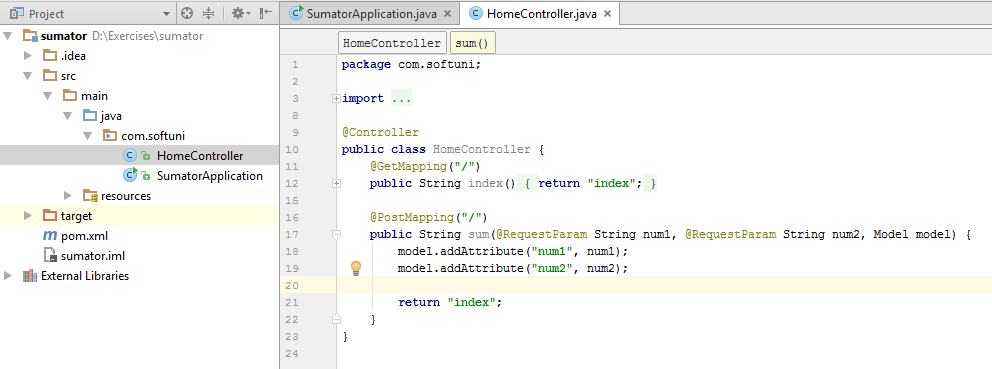 Project
SumatorApplication.java
HomeController.java
sumator D:\Exercises\sumator
.idea
src
main
java
com.softuni
HomeController
SumatorApplication
resources
target
pom.xml
sumator.iml
External Libraries
HomeController sum()
1 package com.softuni;
2
3 import ...
8
9 @Controller
10 public class HomeController {
11 @GetMapping("/")
12 public String index() { return "index"; }
15
16 @PostMapping("/")
17 public String sum(@RequestParam String num1, @RequestParam String num2, Model model) {
18 model.addAttribute("num1", num1);
19 model.addAttribute("num2", num2);
20
21 return "index";
22 }
23 }
24